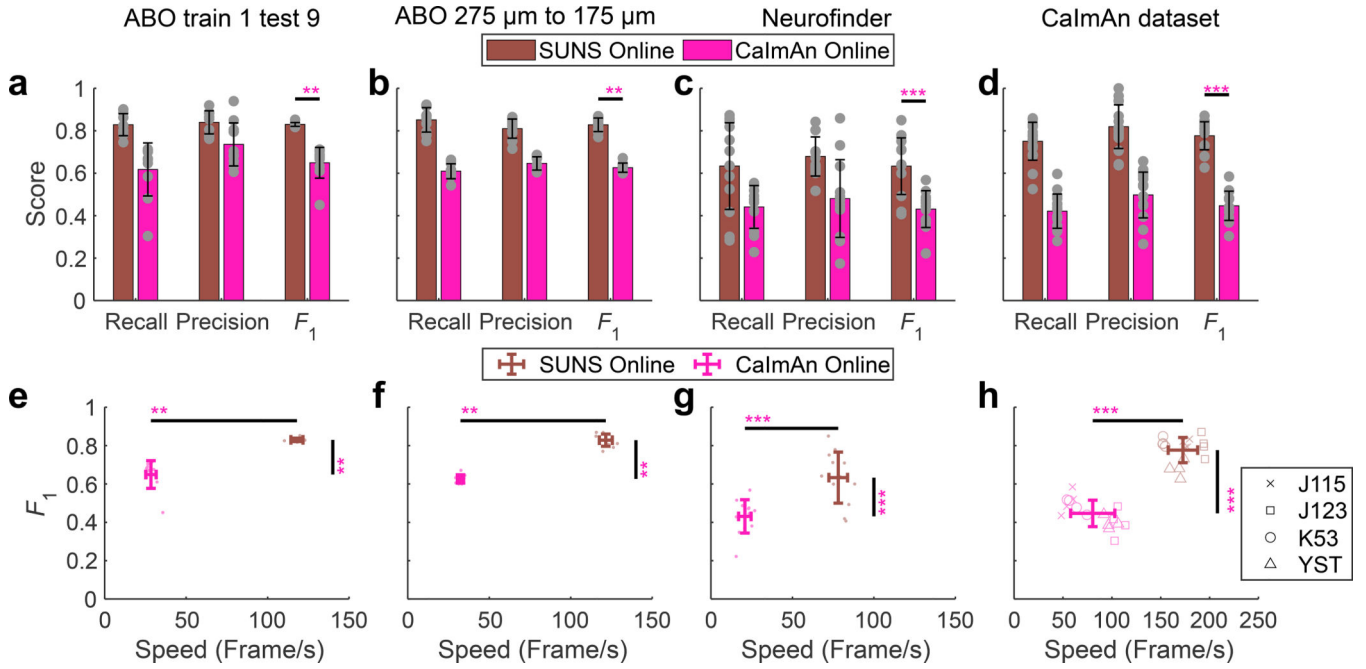 ABO train 1 test 9
ABO 275 μm to 175 μm
Neurofinder
CaImAn dataset
SUNS Online CaImAn Online
a
b
c
d
** ** *** ***
Score
1
0.8
0.6
0.4
0.2
0
Recall Precision F1
Recall Precision F1
Recall Precision F1
Recall Precision F1
SUNS Online CaImAn Online
e
f
g
h
** ** *** ***
** ** *** ***
F1
1
0.8
0.6
0.4
0.2
0
0 50 100 150
0 50 100 150
0 50 100 150
0 50 100 150 200 250
Speed (Frame/s)
Speed (Frame/s)
Speed (Frame/s)
Speed (Frame/s)
J115
J123
K53
YST